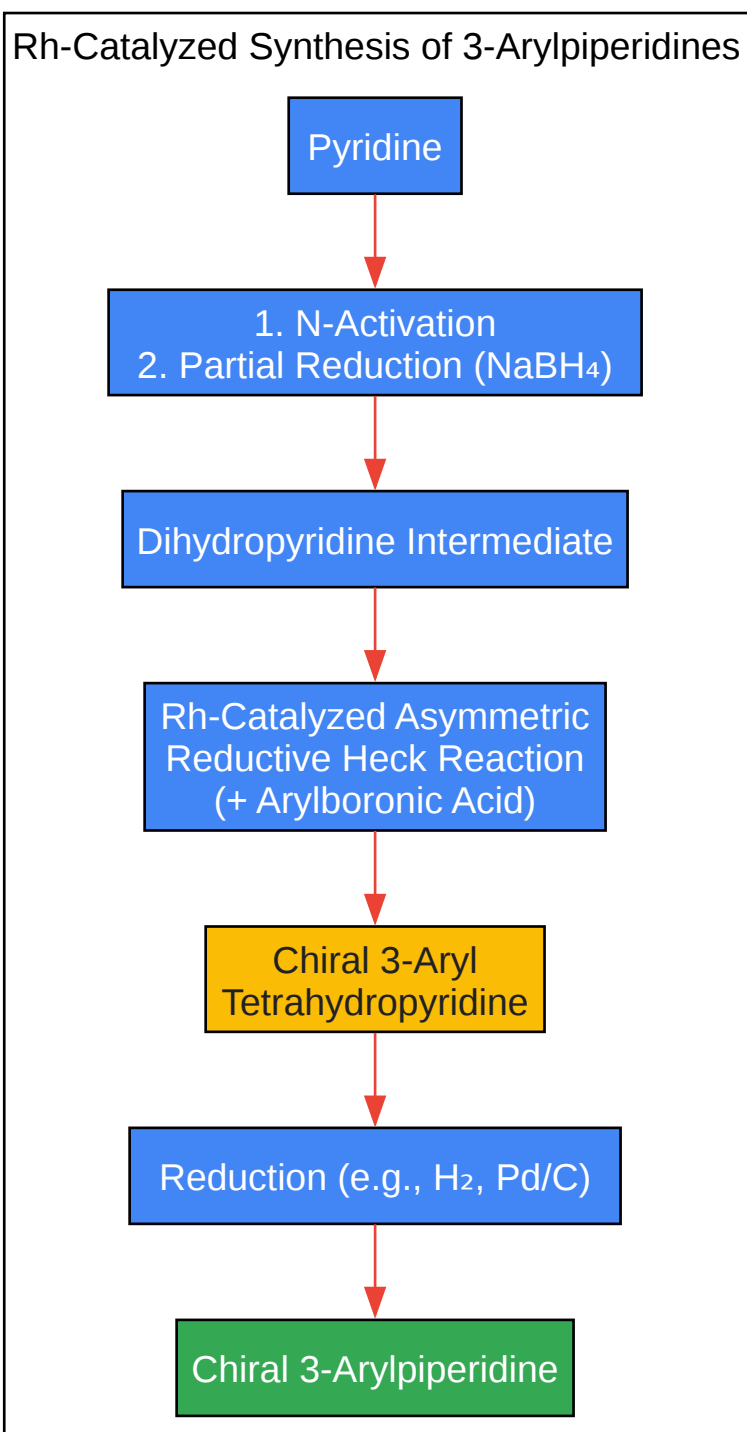 Rh-Catalyzed Synthesis of 3-Arylpiperidines
Pyridine
1. N-Activation
2. Partial Reduction (NaBH₄)
Dihydropyridine Intermediate
Rh-Catalyzed Asymmetric
Reductive Heck Reaction
(+ Arylboronic Acid)
Chiral 3-Aryl
Tetrahydropyridine
Reduction (e.g., H₂, Pd/C)
Chiral 3-Arylpiperidine